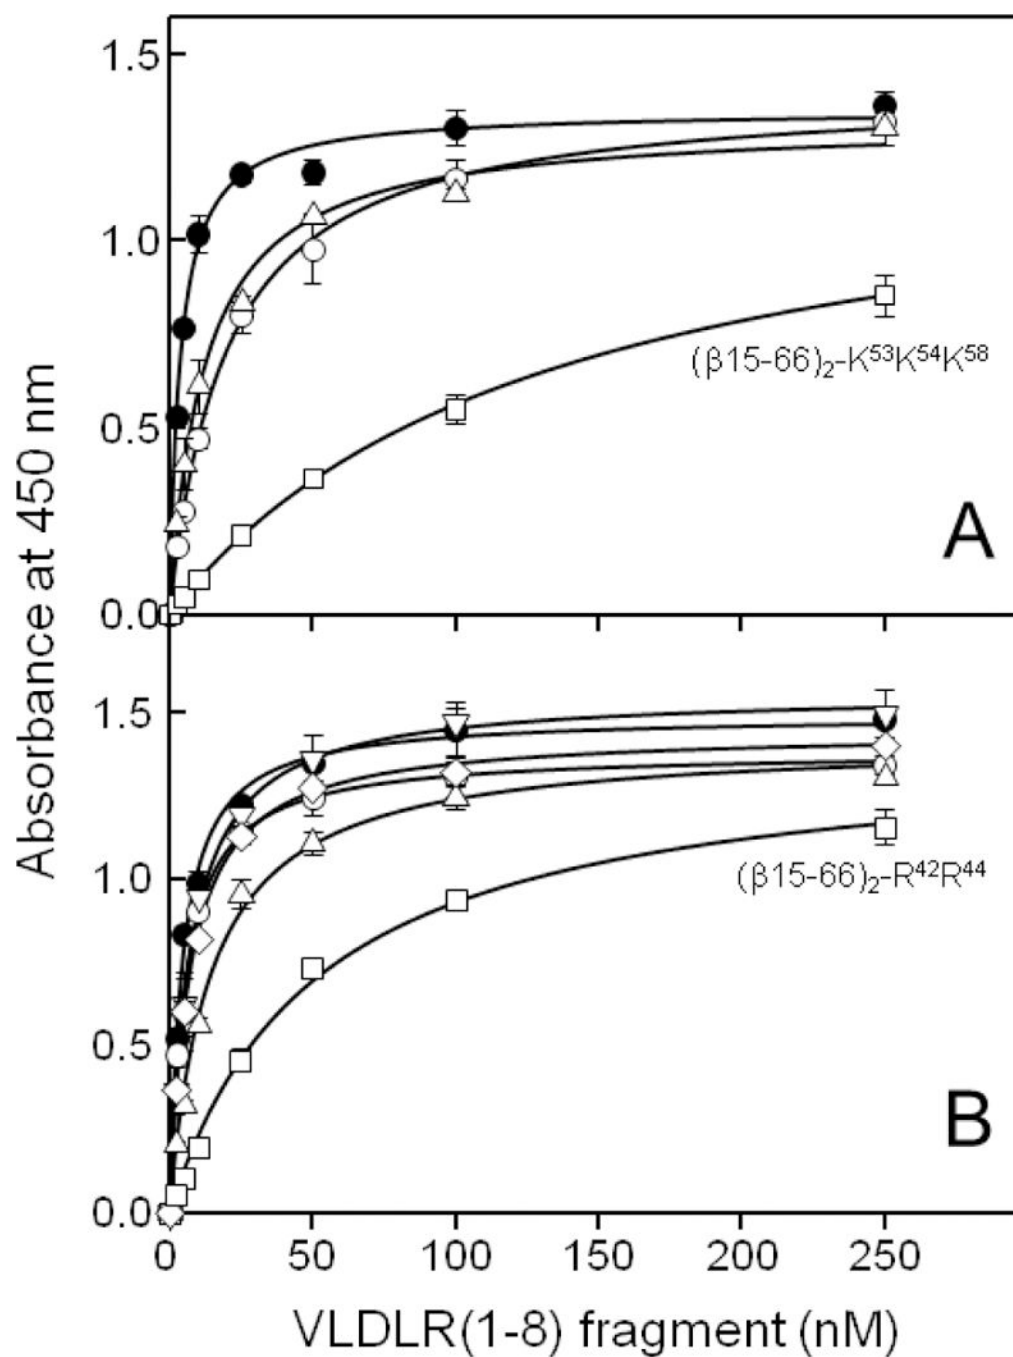 Absorbance at 450 nm
1.5
1.0
0.5
0.0
(β15-66)₂-K⁵³K⁵⁴K⁵⁸
A
1.5
1.0
0.5
0.0
(β15-66)₂-R⁴²R⁴⁴
B
0 50 100 150 200 250
VLDLR(1-8) fragment (nM)